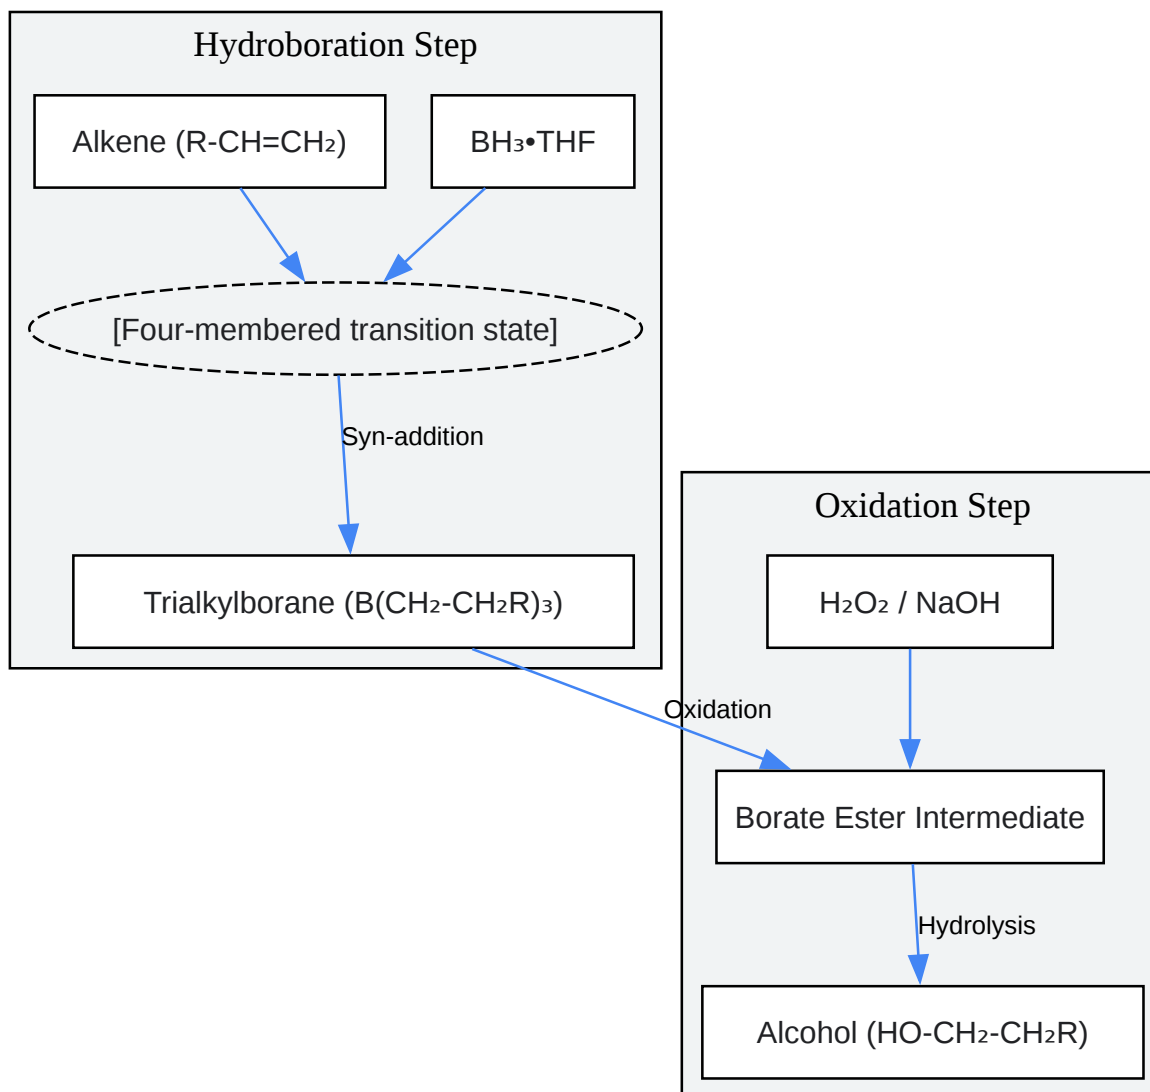 Hydroboration Step
Alkene (R-CH=CH₂)
BH₃•THF
[Four-membered transition state]
Syn-addition
Trialkylborane (B(CH₂-CH₂R)₃)
Oxidation Step
H₂O₂ / NaOH
Oxidation
Borate Ester Intermediate
Hydrolysis
Alcohol (HO-CH₂-CH₂R)